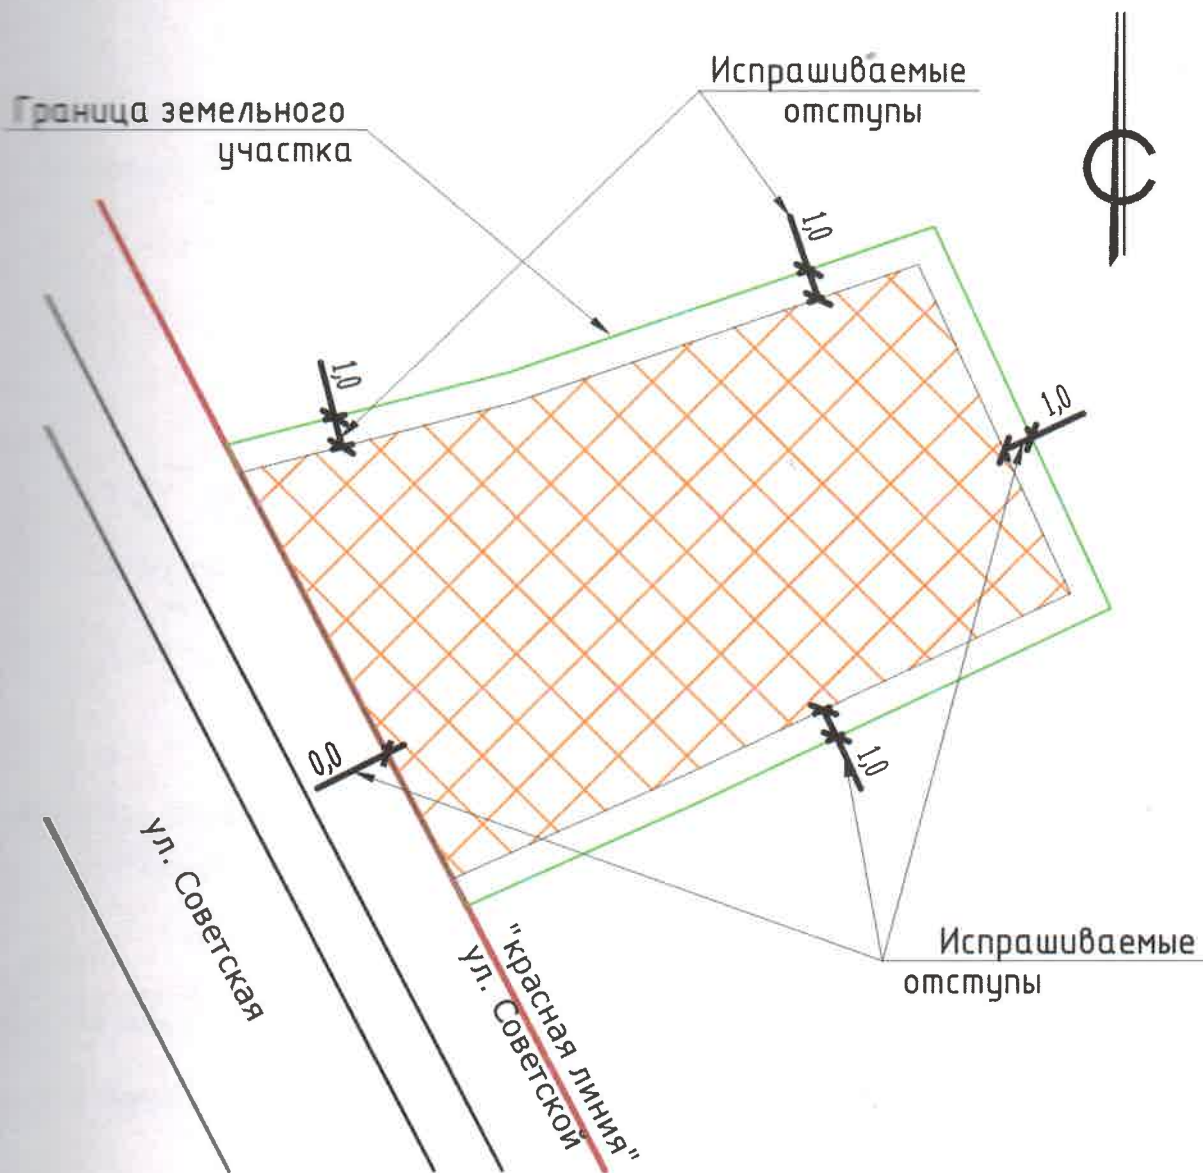 Испрашиваемые
отступы
Граница земельного
участка
1,0
1,0
1,0
С
0,0
1,0
ул. Советская
"красная линия"
ул. Советской
Испрашиваемые
отступы